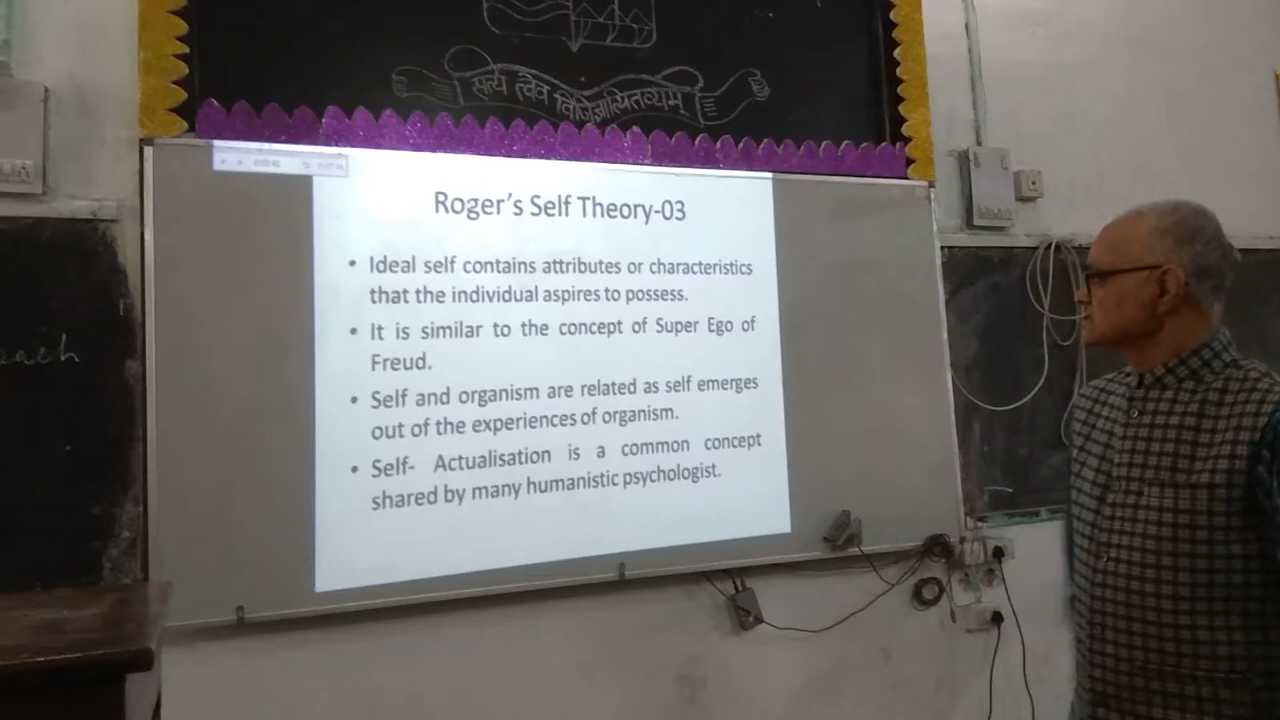 सत्यं त्वेव विजिज्ञासितव्यम्
Roger's Self Theory-03
• Ideal self contains attributes or characteristics
that the individual aspires to possess.
• It is similar to the concept of Super Ego of
Freud.
• Self and organism are related as self emerges
out of the experiences of organism.
• Self- Actualisation is a common concept
shared by many humanistic psychologist.